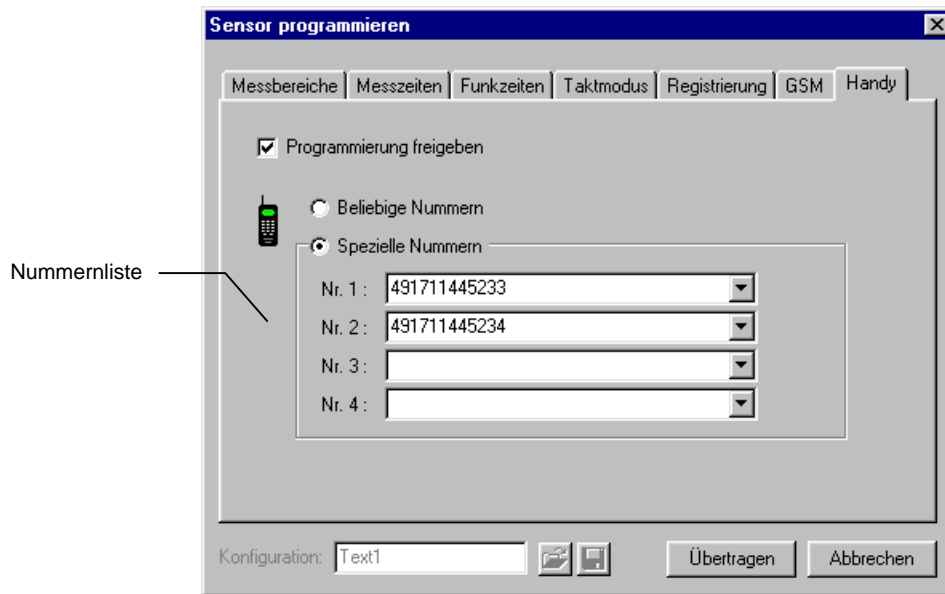 Sensor programmieren
Messbereiche Messzeiten Funkzeiten Taktmodus Registrierung GSM Handy
Programmierung freigeben
Beliebige Nummern
Spezielle Nummern
Nummernliste
Nr. 1 : 491711445233
Nr. 2 : 491711445234
Nr. 3 :
Nr. 4 :
Konfiguration: Text1 Übertragen Abbrechen